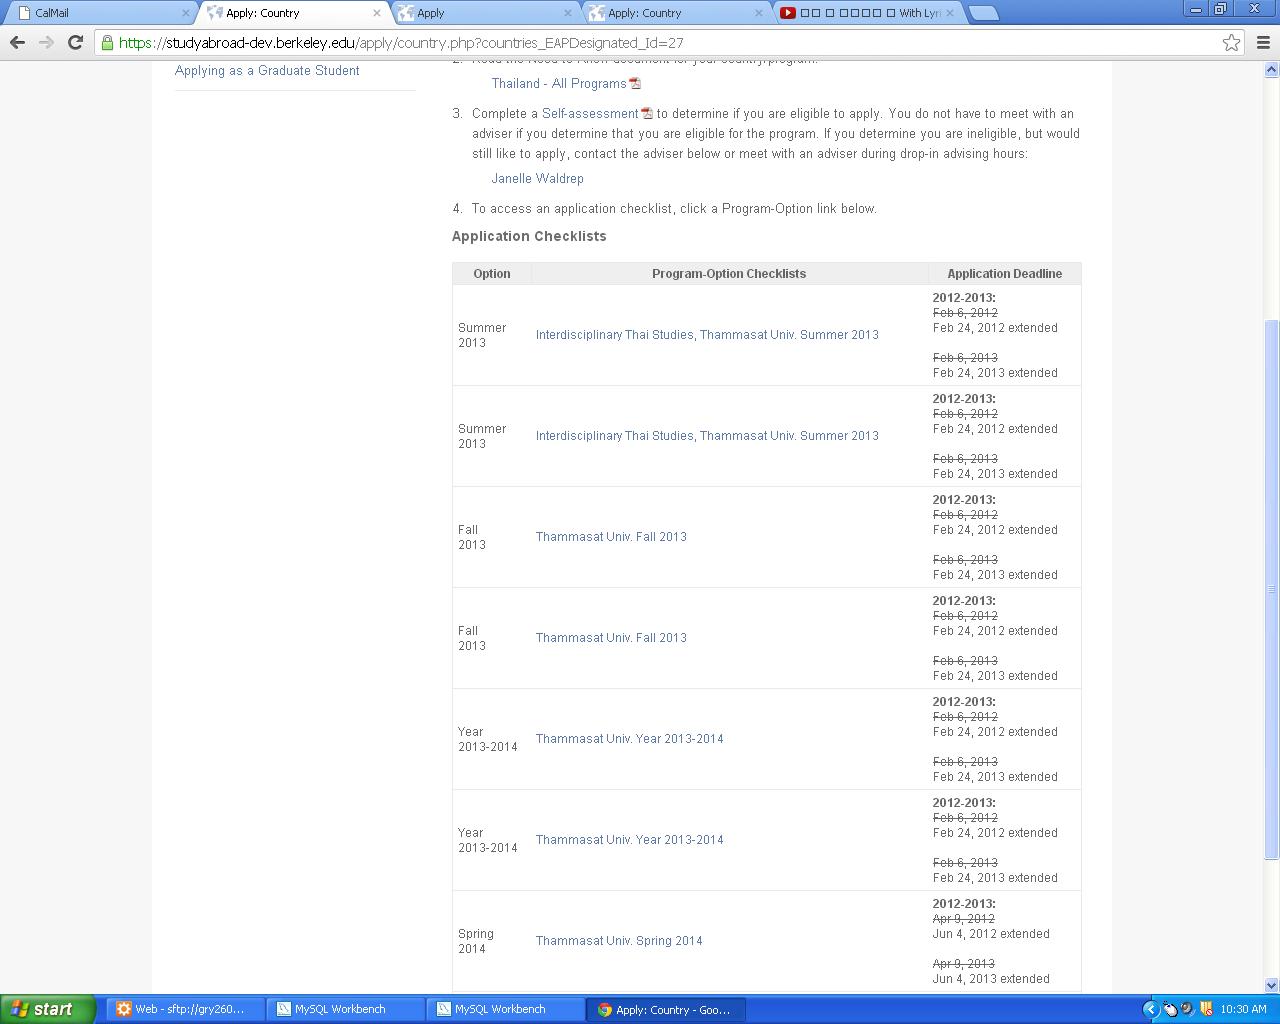 CalMail
Apply: Country
Apply
Apply: Country
With Lyri
https://studyabroad-dev.berkeley.edu/apply/country.php?countries_EAPDesignated_Id=27
Applying as a Graduate Student
2. Read the Need to Know document for your country/program:
Thailand - All Programs
3. Complete a Self-assessment to determine if you are eligible to apply. You do not have to meet with an
adviser if you determine that you are eligible for the program. If you determine you are ineligible, but would
still like to apply, contact the adviser below or meet with an adviser during drop-in advising hours:
Janelle Waldrep
4. To access an application checklist, click a Program-Option link below.
Application Checklists
Option Program-Option Checklists Application Deadline
Summer
2013
Interdisciplinary Thai Studies, Thammasat Univ. Summer 2013
2012-2013:
Feb 6, 2012
Feb 24, 2012 extended
Feb 6, 2013
Feb 24, 2013 extended
Summer
2013
Interdisciplinary Thai Studies, Thammasat Univ. Summer 2013
2012-2013:
Feb 6, 2012
Feb 24, 2012 extended
Feb 6, 2013
Feb 24, 2013 extended
Fall
2013
Thammasat Univ. Fall 2013
2012-2013:
Feb 6, 2012
Feb 24, 2012 extended
Feb 6, 2013
Feb 24, 2013 extended
Fall
2013
Thammasat Univ. Fall 2013
2012-2013:
Feb 6, 2012
Feb 24, 2012 extended
Feb 6, 2013
Feb 24, 2013 extended
Year
2013-2014
Thammasat Univ. Year 2013-2014
2012-2013:
Feb 6, 2012
Feb 24, 2012 extended
Feb 6, 2013
Feb 24, 2013 extended
Year
2013-2014
Thammasat Univ. Year 2013-2014
2012-2013:
Feb 6, 2012
Feb 24, 2012 extended
Feb 6, 2013
Feb 24, 2013 extended
Spring
2014
Thammasat Univ. Spring 2014
2012-2013:
Apr 9, 2012
Jun 4, 2012 extended
Apr 9, 2013
Jun 4, 2013 extended
start
Web - sftp://gry260...
MySQL Workbench
MySQL Workbench
Apply: Country - Goo...
10:30 AM